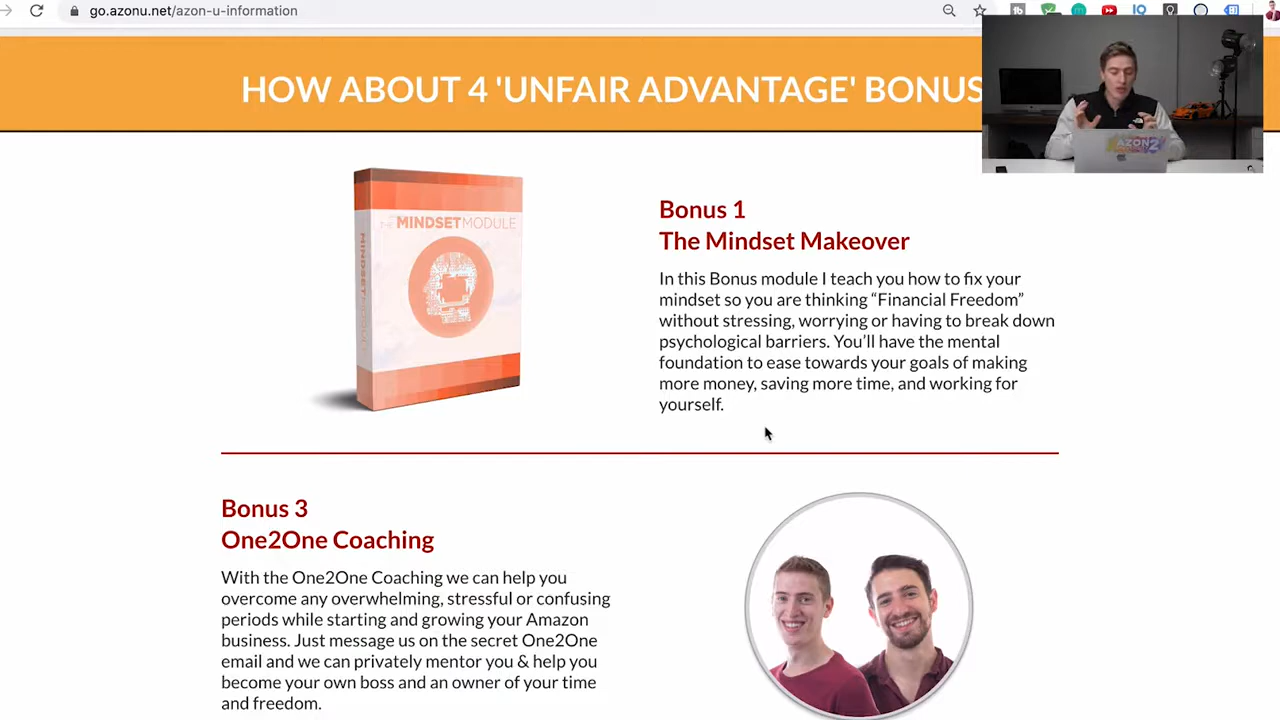 go.azonu.net/azon-u-information
HOW ABOUT 4 'UNFAIR ADVANTAGE' BONUS
MINDSETMODULE
MINDSETMODULE
AZON
Bonus 1
The Mindset Makeover
In this Bonus module I teach you how to fix your
mindset so you are thinking “Financial Freedom”
without stressing, worrying or having to break down
psychological barriers. You’ll have the mental
foundation to ease towards your goals of making
more money, saving more time, and working for
yourself.
Bonus 3
One2One Coaching
With the One2One Coaching we can help you
overcome any overwhelming, stressful or confusing
periods while starting and growing your Amazon
business. Just message us on the secret One2One
email and we can privately mentor you & help you
become your own boss and an owner of your time
and freedom.